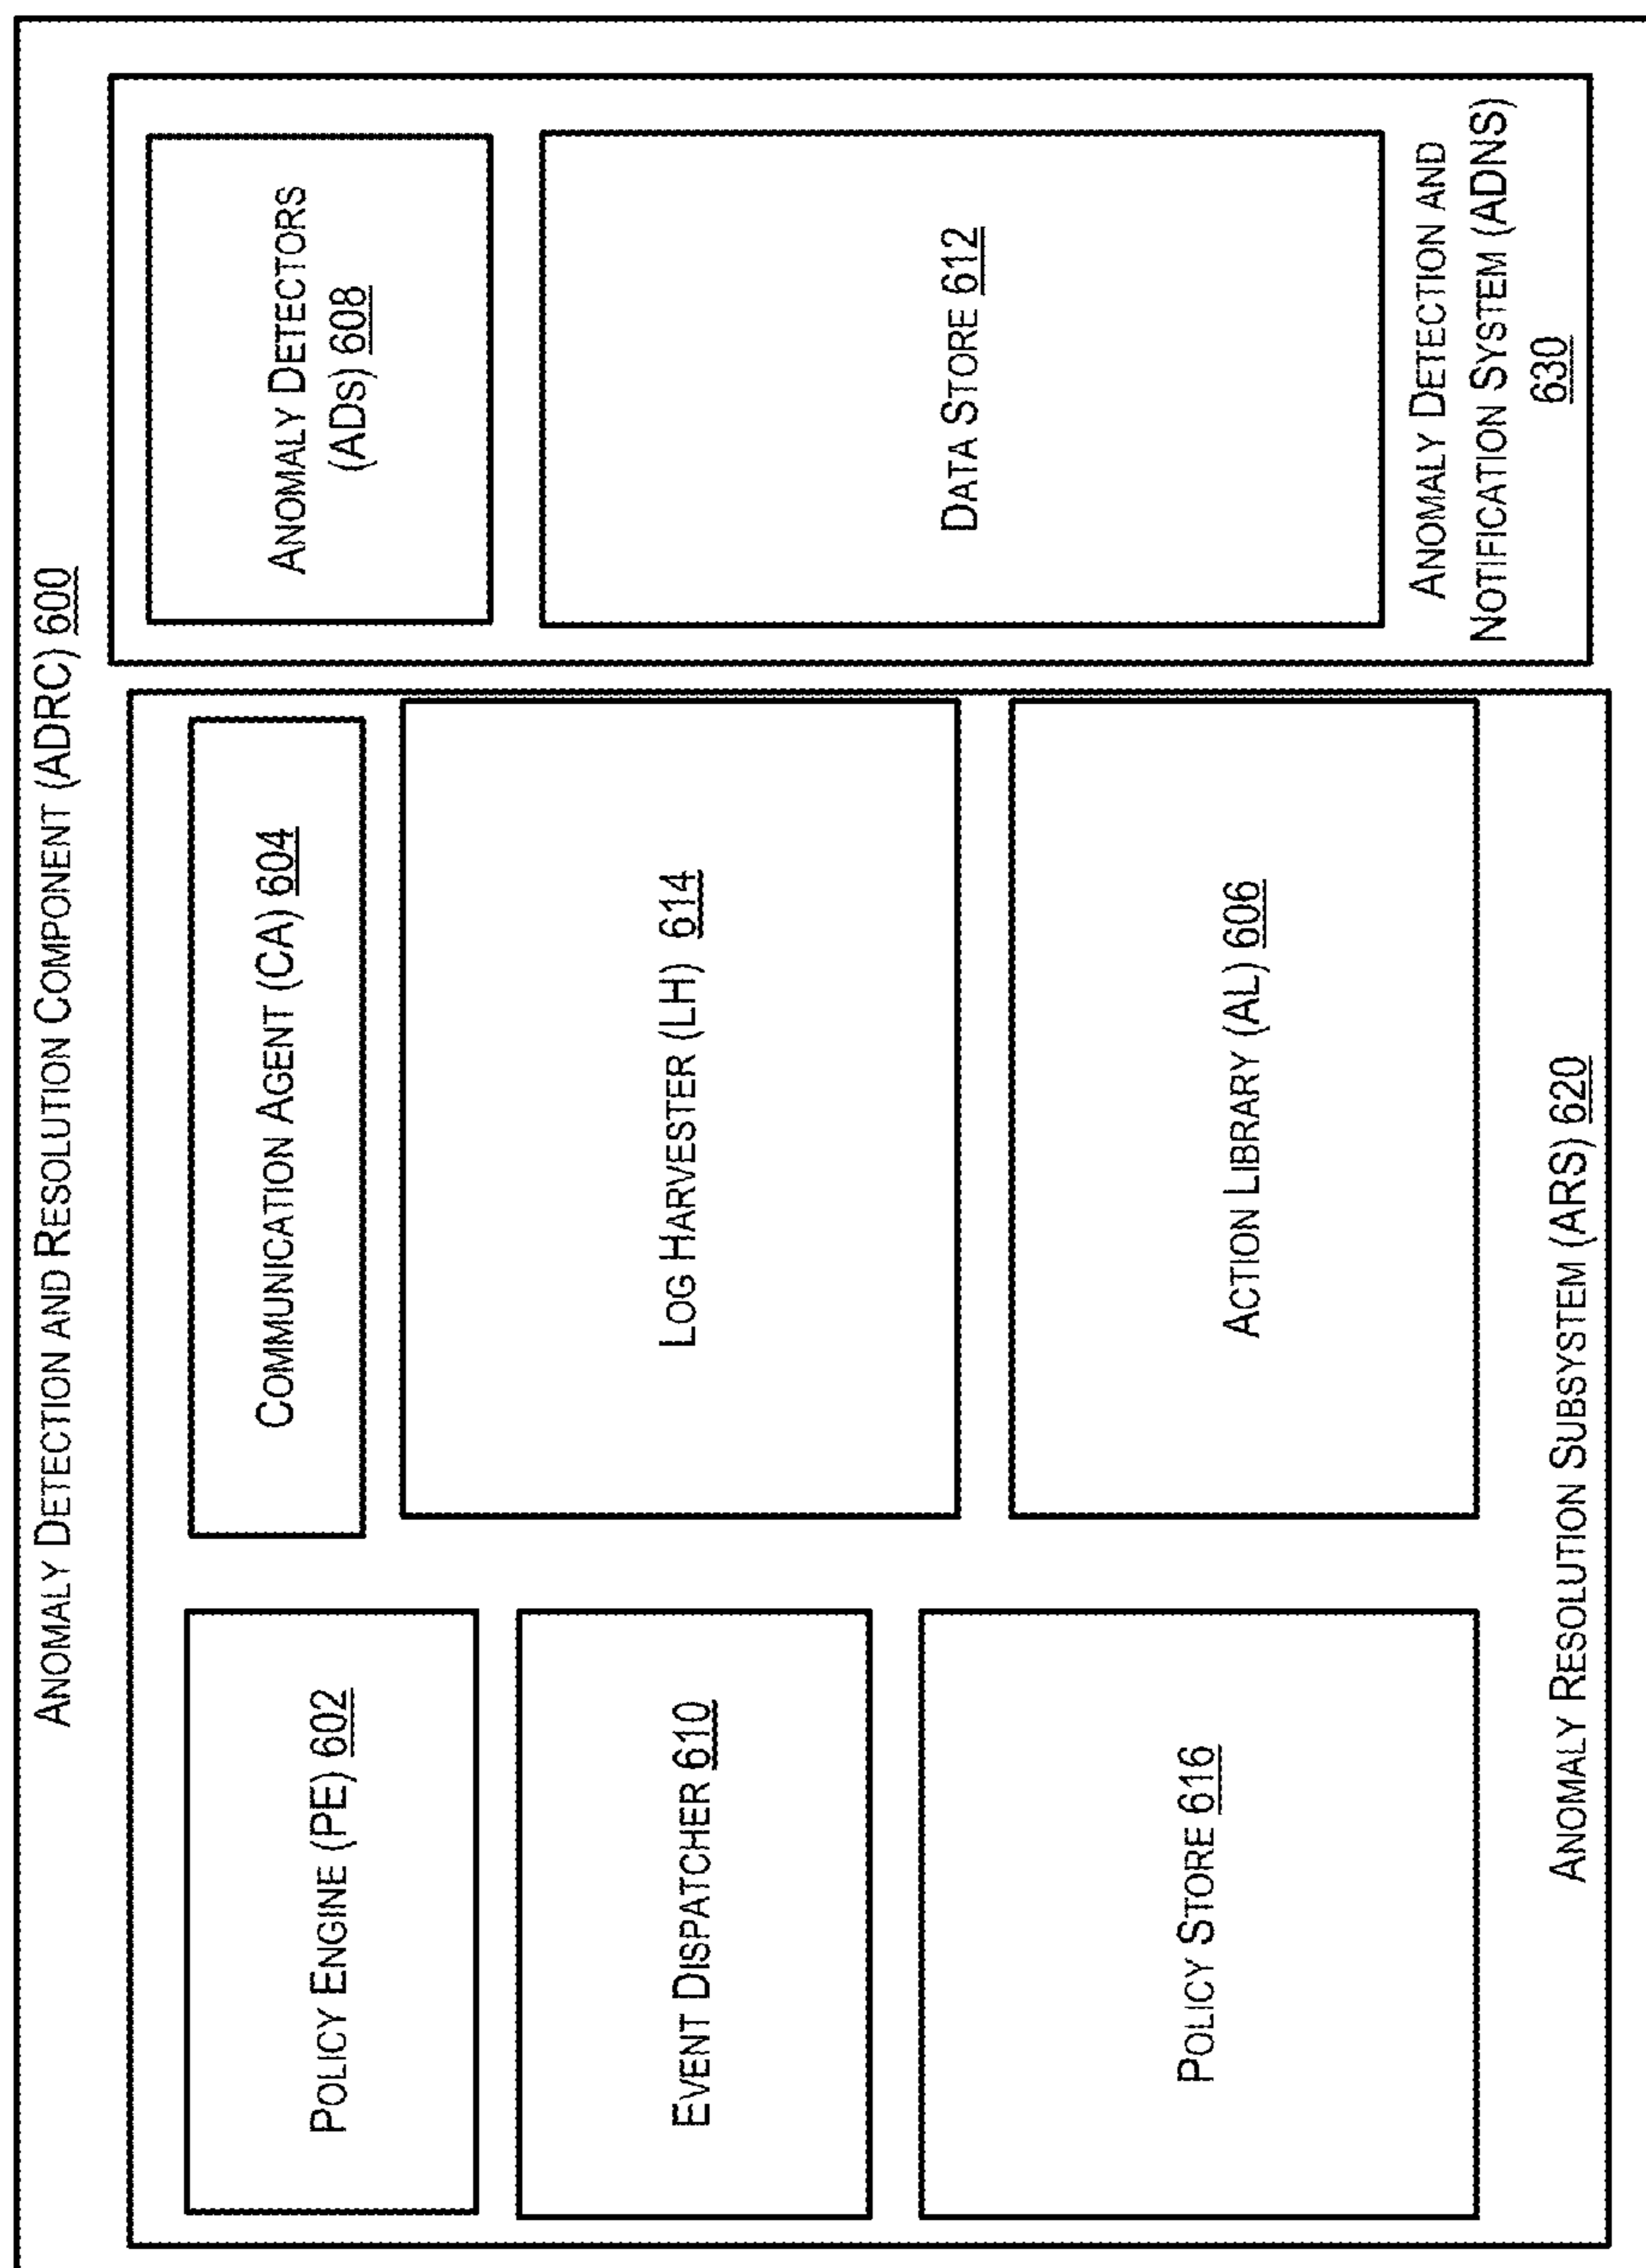 ANOMALY DETECTION AND RESOLUTION COMPONENT (ADRC) 600
POLICY ENGINE (PE) 602
EVENT DISPATCHER 610
POLICY STORE 616
COMMUNICATION AGENT (CA) 604
LOG HARVESTER (LH) 614
ACTION LIBRARY (AL) 606
ANOMALY RESOLUTION SUBSYSTEM (ARS) 620
ANOMALY DETECTORS
(ADS) 608
DATA STORE 612
ANOMALY DETECTION AND
NOTIFICATION SYSTEM (ADNS)
630